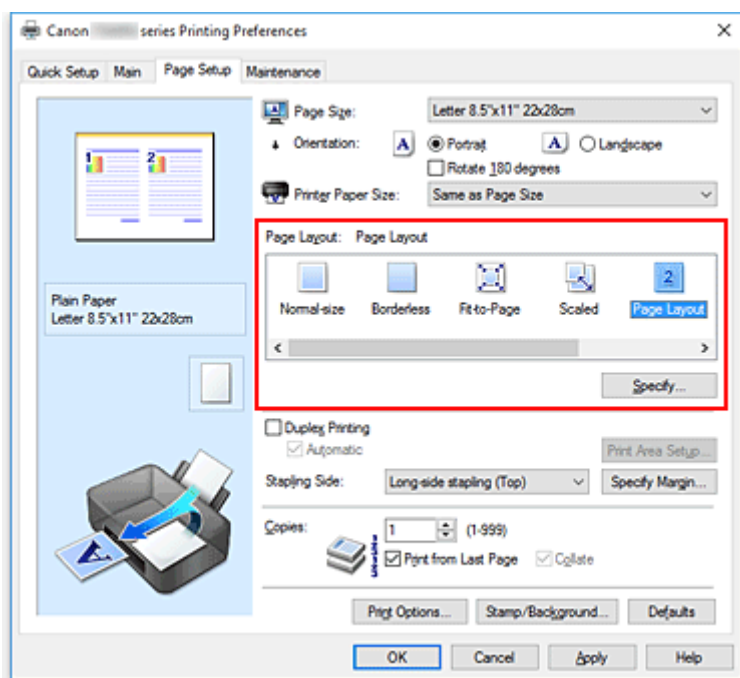 Canon series Printing Preferences
Quick Setup Main Page Setup Maintenance
1 2
Plain Paper
Letter 8.5"x11" 22x28cm
A
Page Size: Letter 8.5"x11" 22x28cm
Orientation: A Portrait A Landscape
Rotate 180 degrees
Printer Paper Size: Same as Page Size
Page Layout: Page Layout
2
Normal-size Borderless Fit-to-Page Scaled Page Layout
Specify...
Duplex Printing
Automatic Print Area Setup...
Stapling Side: Long-side stapling (Top) Specify Margin...
Copies: 1 (1-999)
Print from Last Page Collate
Print Options... Stamp/Background... Defaults
OK Cancel Apply Help